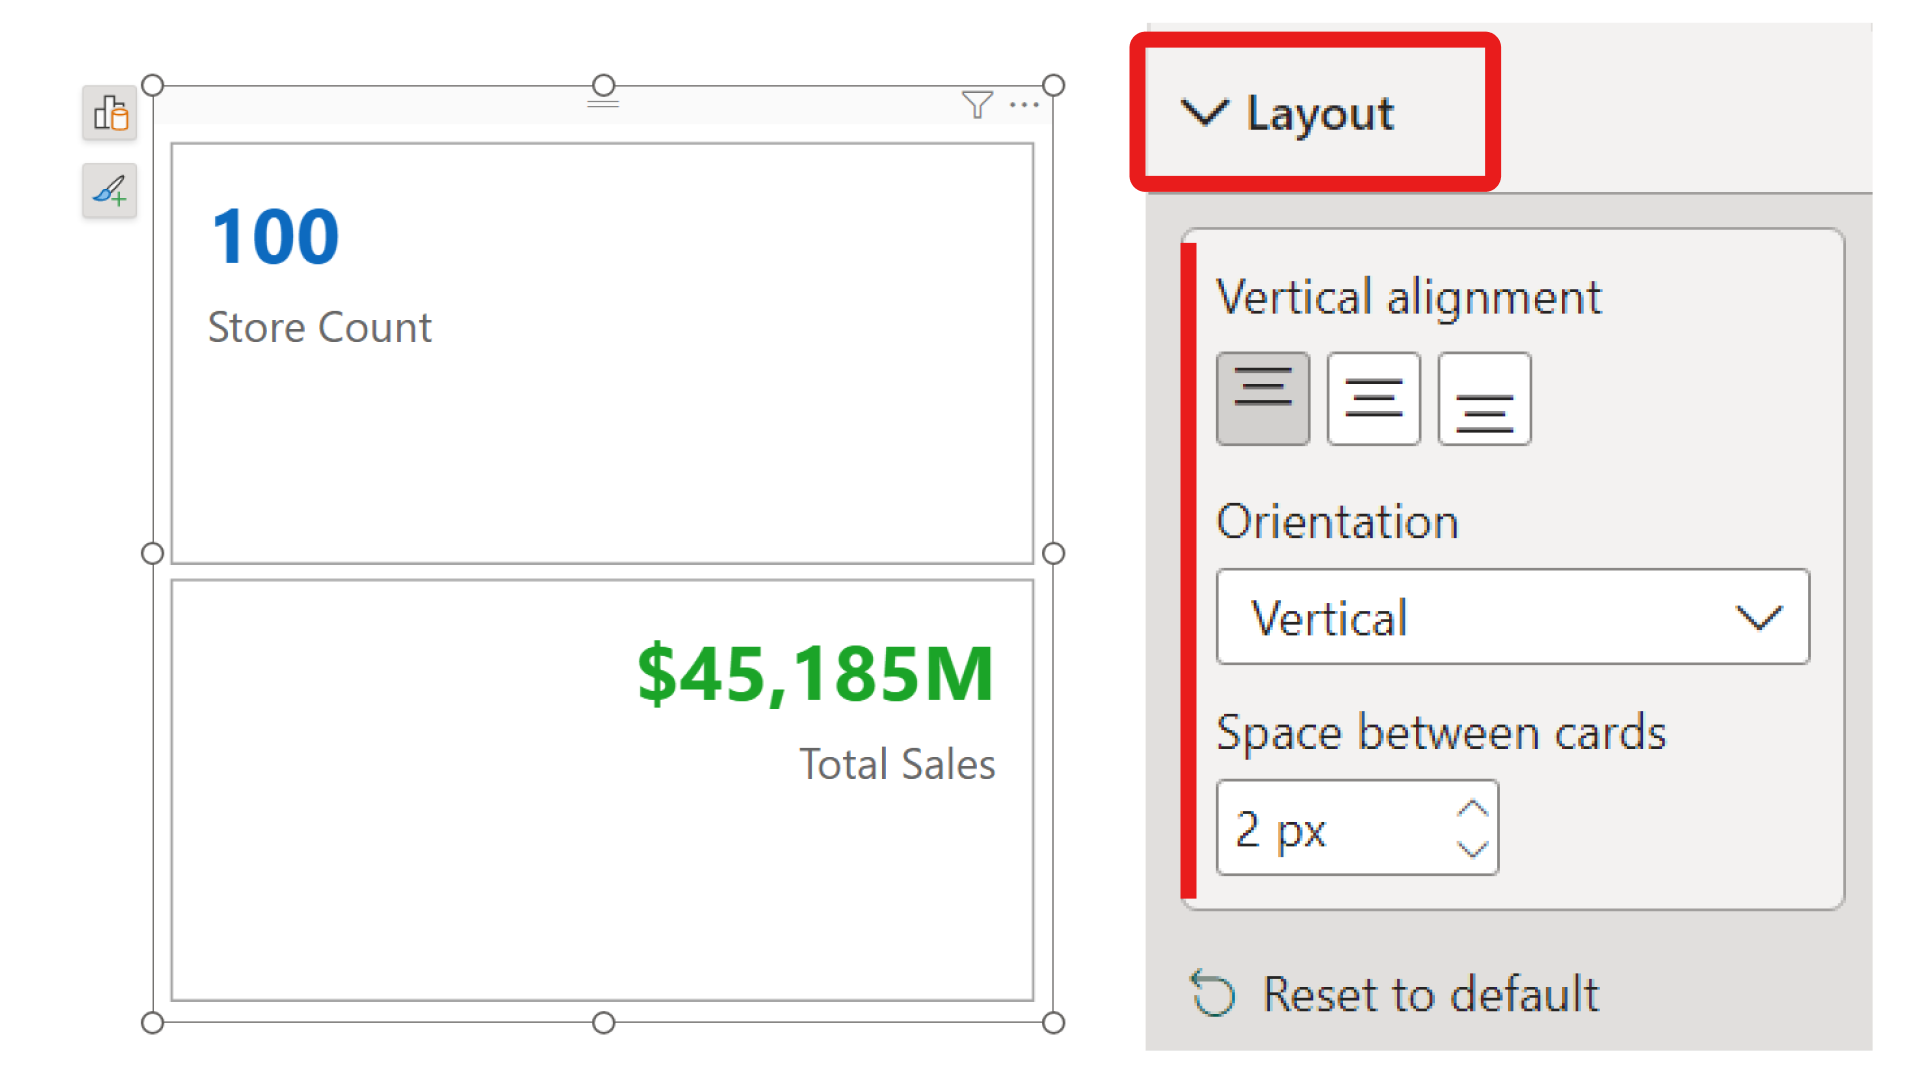 100
Store Count
$45,185M
Total Sales
Layout
Vertical alignment
Orientation
Vertical
Space between cards
2 px
Reset to default